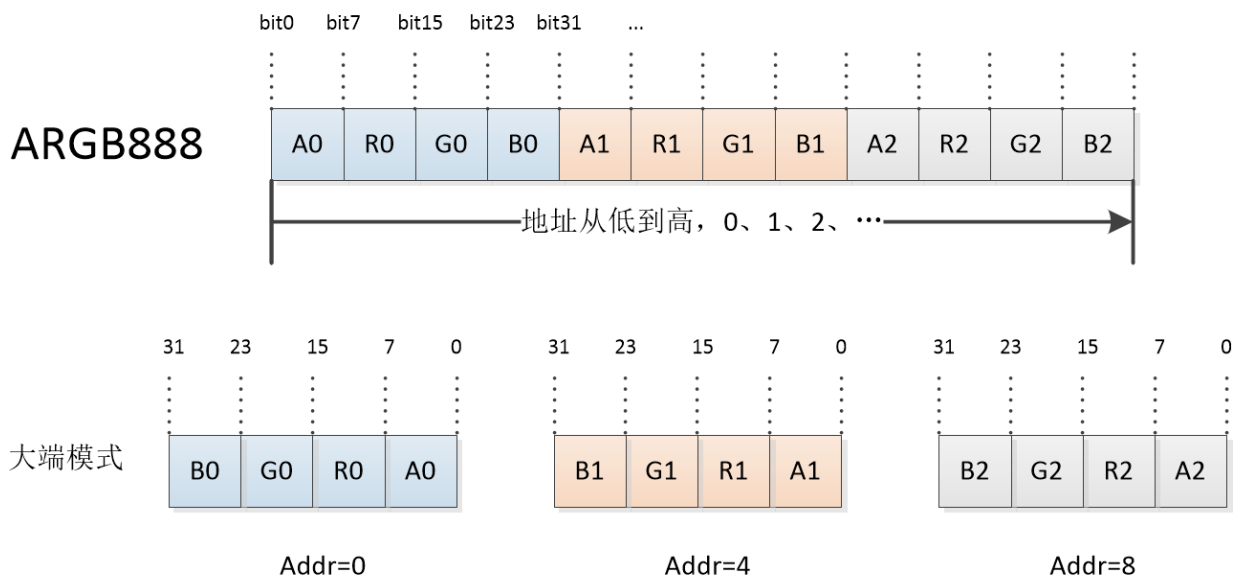 bit0 bit7 bit15 bit23 bit31 ...
ARGB888 A0 R0 G0 B0 A1 R1 G1 B1 A2 R2 G2 B2
地址从低到高，0、1、2、…
31 23 15 7 0 31 23 15 7 0 31 23 15 7 0
大端模式 B0 G0 R0 A0 B1 G1 R1 A1 B2 G2 R2 A2
Addr=0 Addr=4 Addr=8